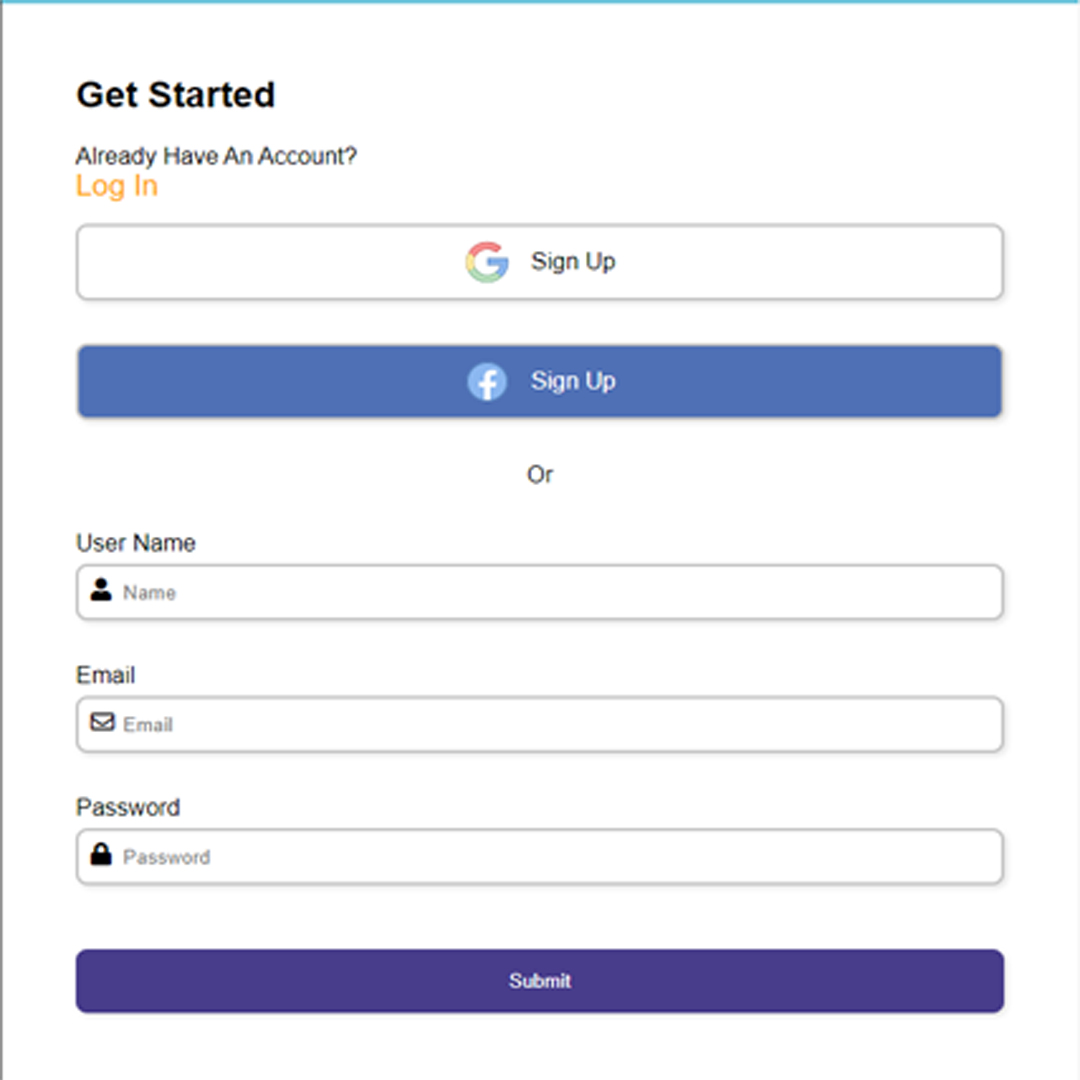 Get Started
Already Have An Account?
Log In
Sign Up
Sign Up
Or
User Name
Name
Email
Email
Password
Password
Submit